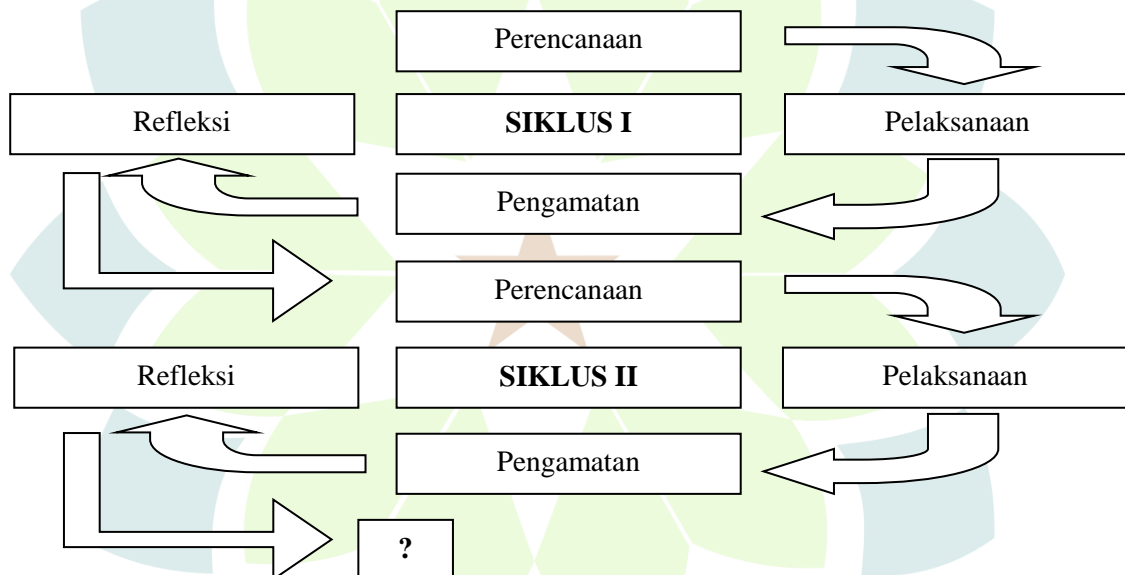 Perencanaan
Refleksi
SIKLUS I
Pelaksanaan
Pengamatan
Perencanaan
Refleksi
SIKLUS II
Pelaksanaan
Pengamatan
?